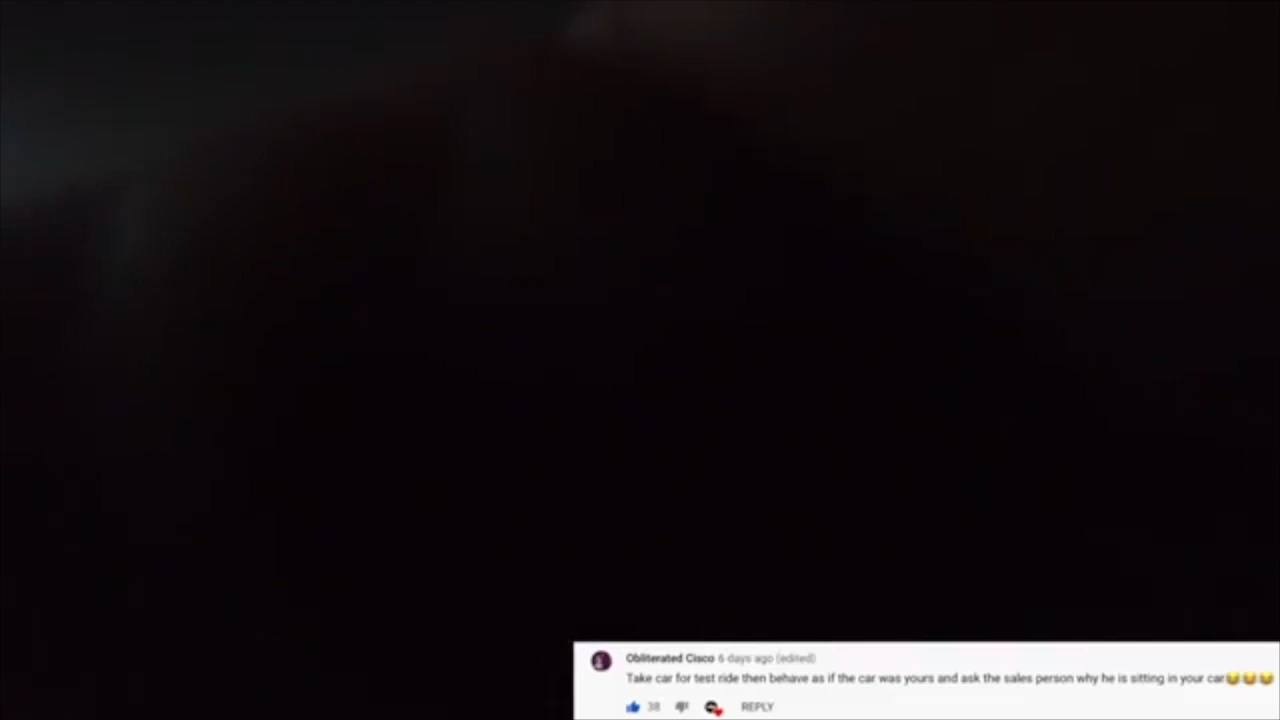 Obliterated Cisco 6 days ago (edited)
Take car for test ride then behave as if the car was yours and ask the sales person why he is sitting in your car😂😂😂
38 REPLY